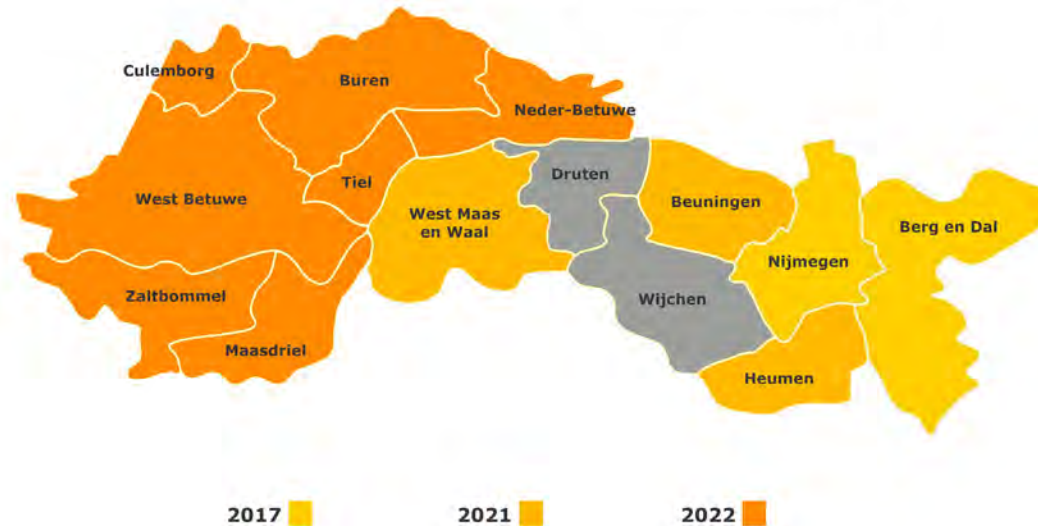 Culemborg
Buren
Neder-Betuwe
Druten
Tiel
West Betuwe
Beuningen
West Maas
en Waal
Berg en Dal
Nijmegen
Zaltbommel
Wijchen
Maasdriel
Heumen
2017
2021
2022